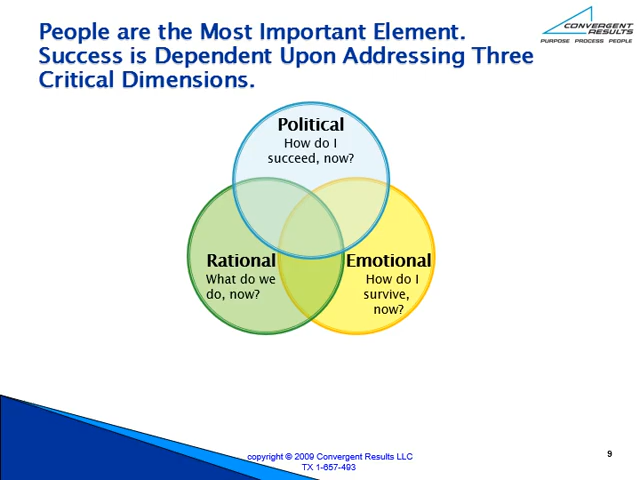 People are the Most Important Element.
Success is Dependent Upon Addressing Three
Critical Dimensions.
CONVERGENT
RESULTS
PURPOSE PROCESS PEOPLE
Political
How do I
succeed, now?
Rational
What do we
do, now?
Emotional
How do I
survive,
now?
copyright © 2009 Convergent Results LLC
TX 1-657-493
9